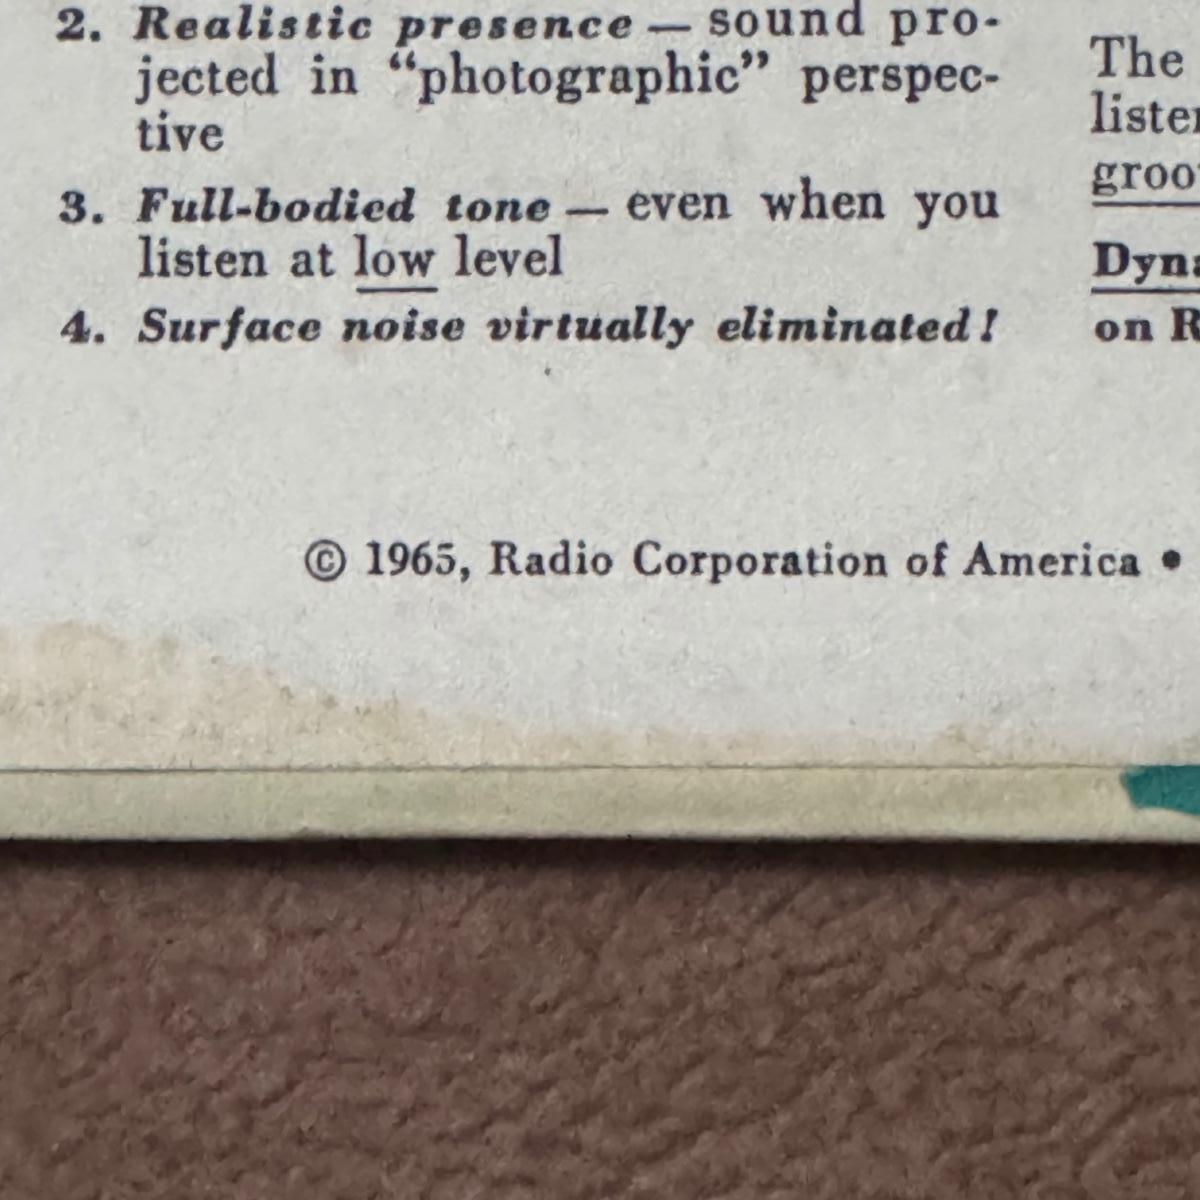 2. Realistic presence — sound pro-
jected in “photographic” perspec-
tive
3. Full-bodied tone — even when you
listen at low level
4. Surface noise virtually eliminated!
The
on R
© 1965, Radio Corporation of America •